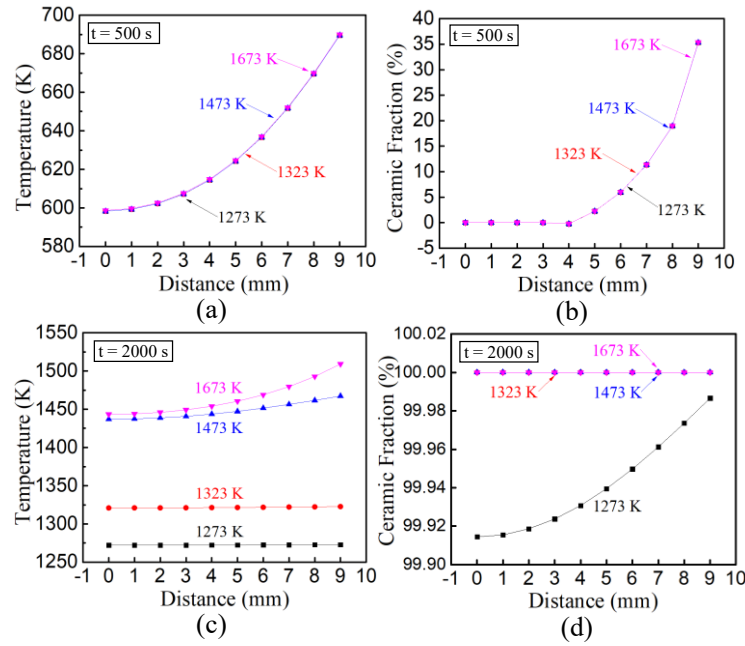 t = 500 s
Temperature (K)
700
680
660
640
620
600
580
1673 K
1473 K
1323 K
1273 K
-1 0 1 2 3 4 5 6 7 8 9 10
Distance (mm)
(a)
t = 500 s
Ceramic Fraction (%)
40
35
30
25
20
15
10
5
0
-5
1673 K
1473 K
1323 K
1273 K
-1 0 1 2 3 4 5 6 7 8 9 10
Distance (mm)
(b)
t = 2000 s
Temperature (K)
1550
1500
1450
1400
1350
1300
1250
1673 K
1473 K
1323 K
1273 K
-1 0 1 2 3 4 5 6 7 8 9 10
Distance (mm)
(c)
t = 2000 s
Ceramic Fraction (%)
100.02
100.00
99.98
99.96
99.94
99.92
99.90
1673 K
1323 K
1473 K
1273 K
-1 0 1 2 3 4 5 6 7 8 9 10
Distance (mm)
(d)